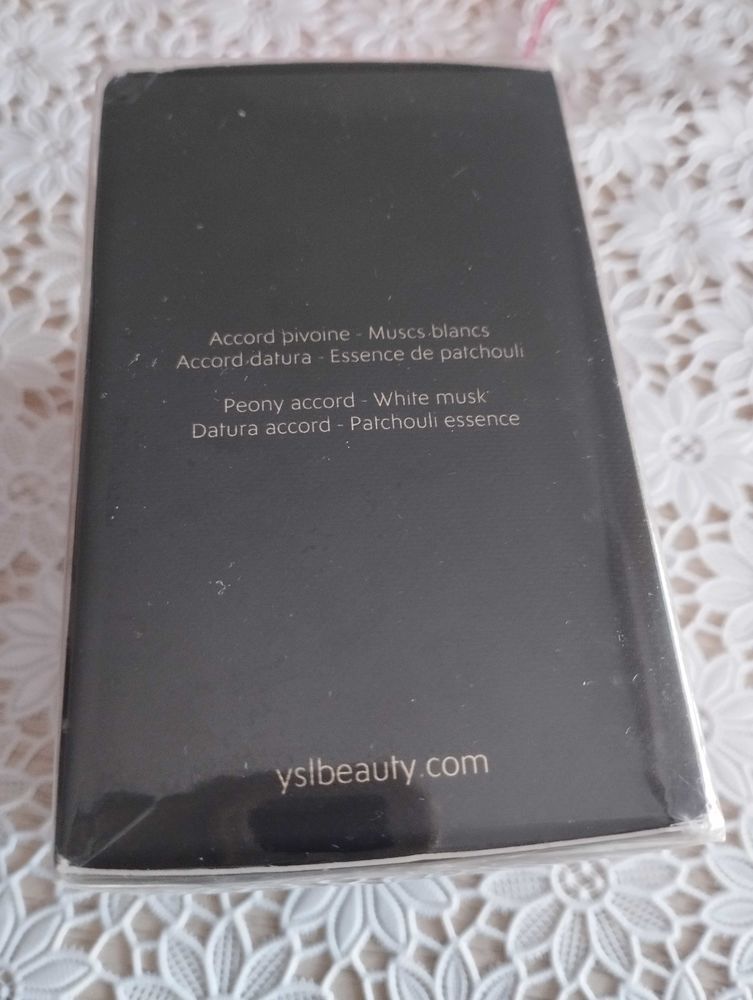 Accord pivoine - Muscs blancs
Accord datura - Essence de patchouli
Peony accord - White musk
Datura accord - Patchouli essence
yslbeauty.com